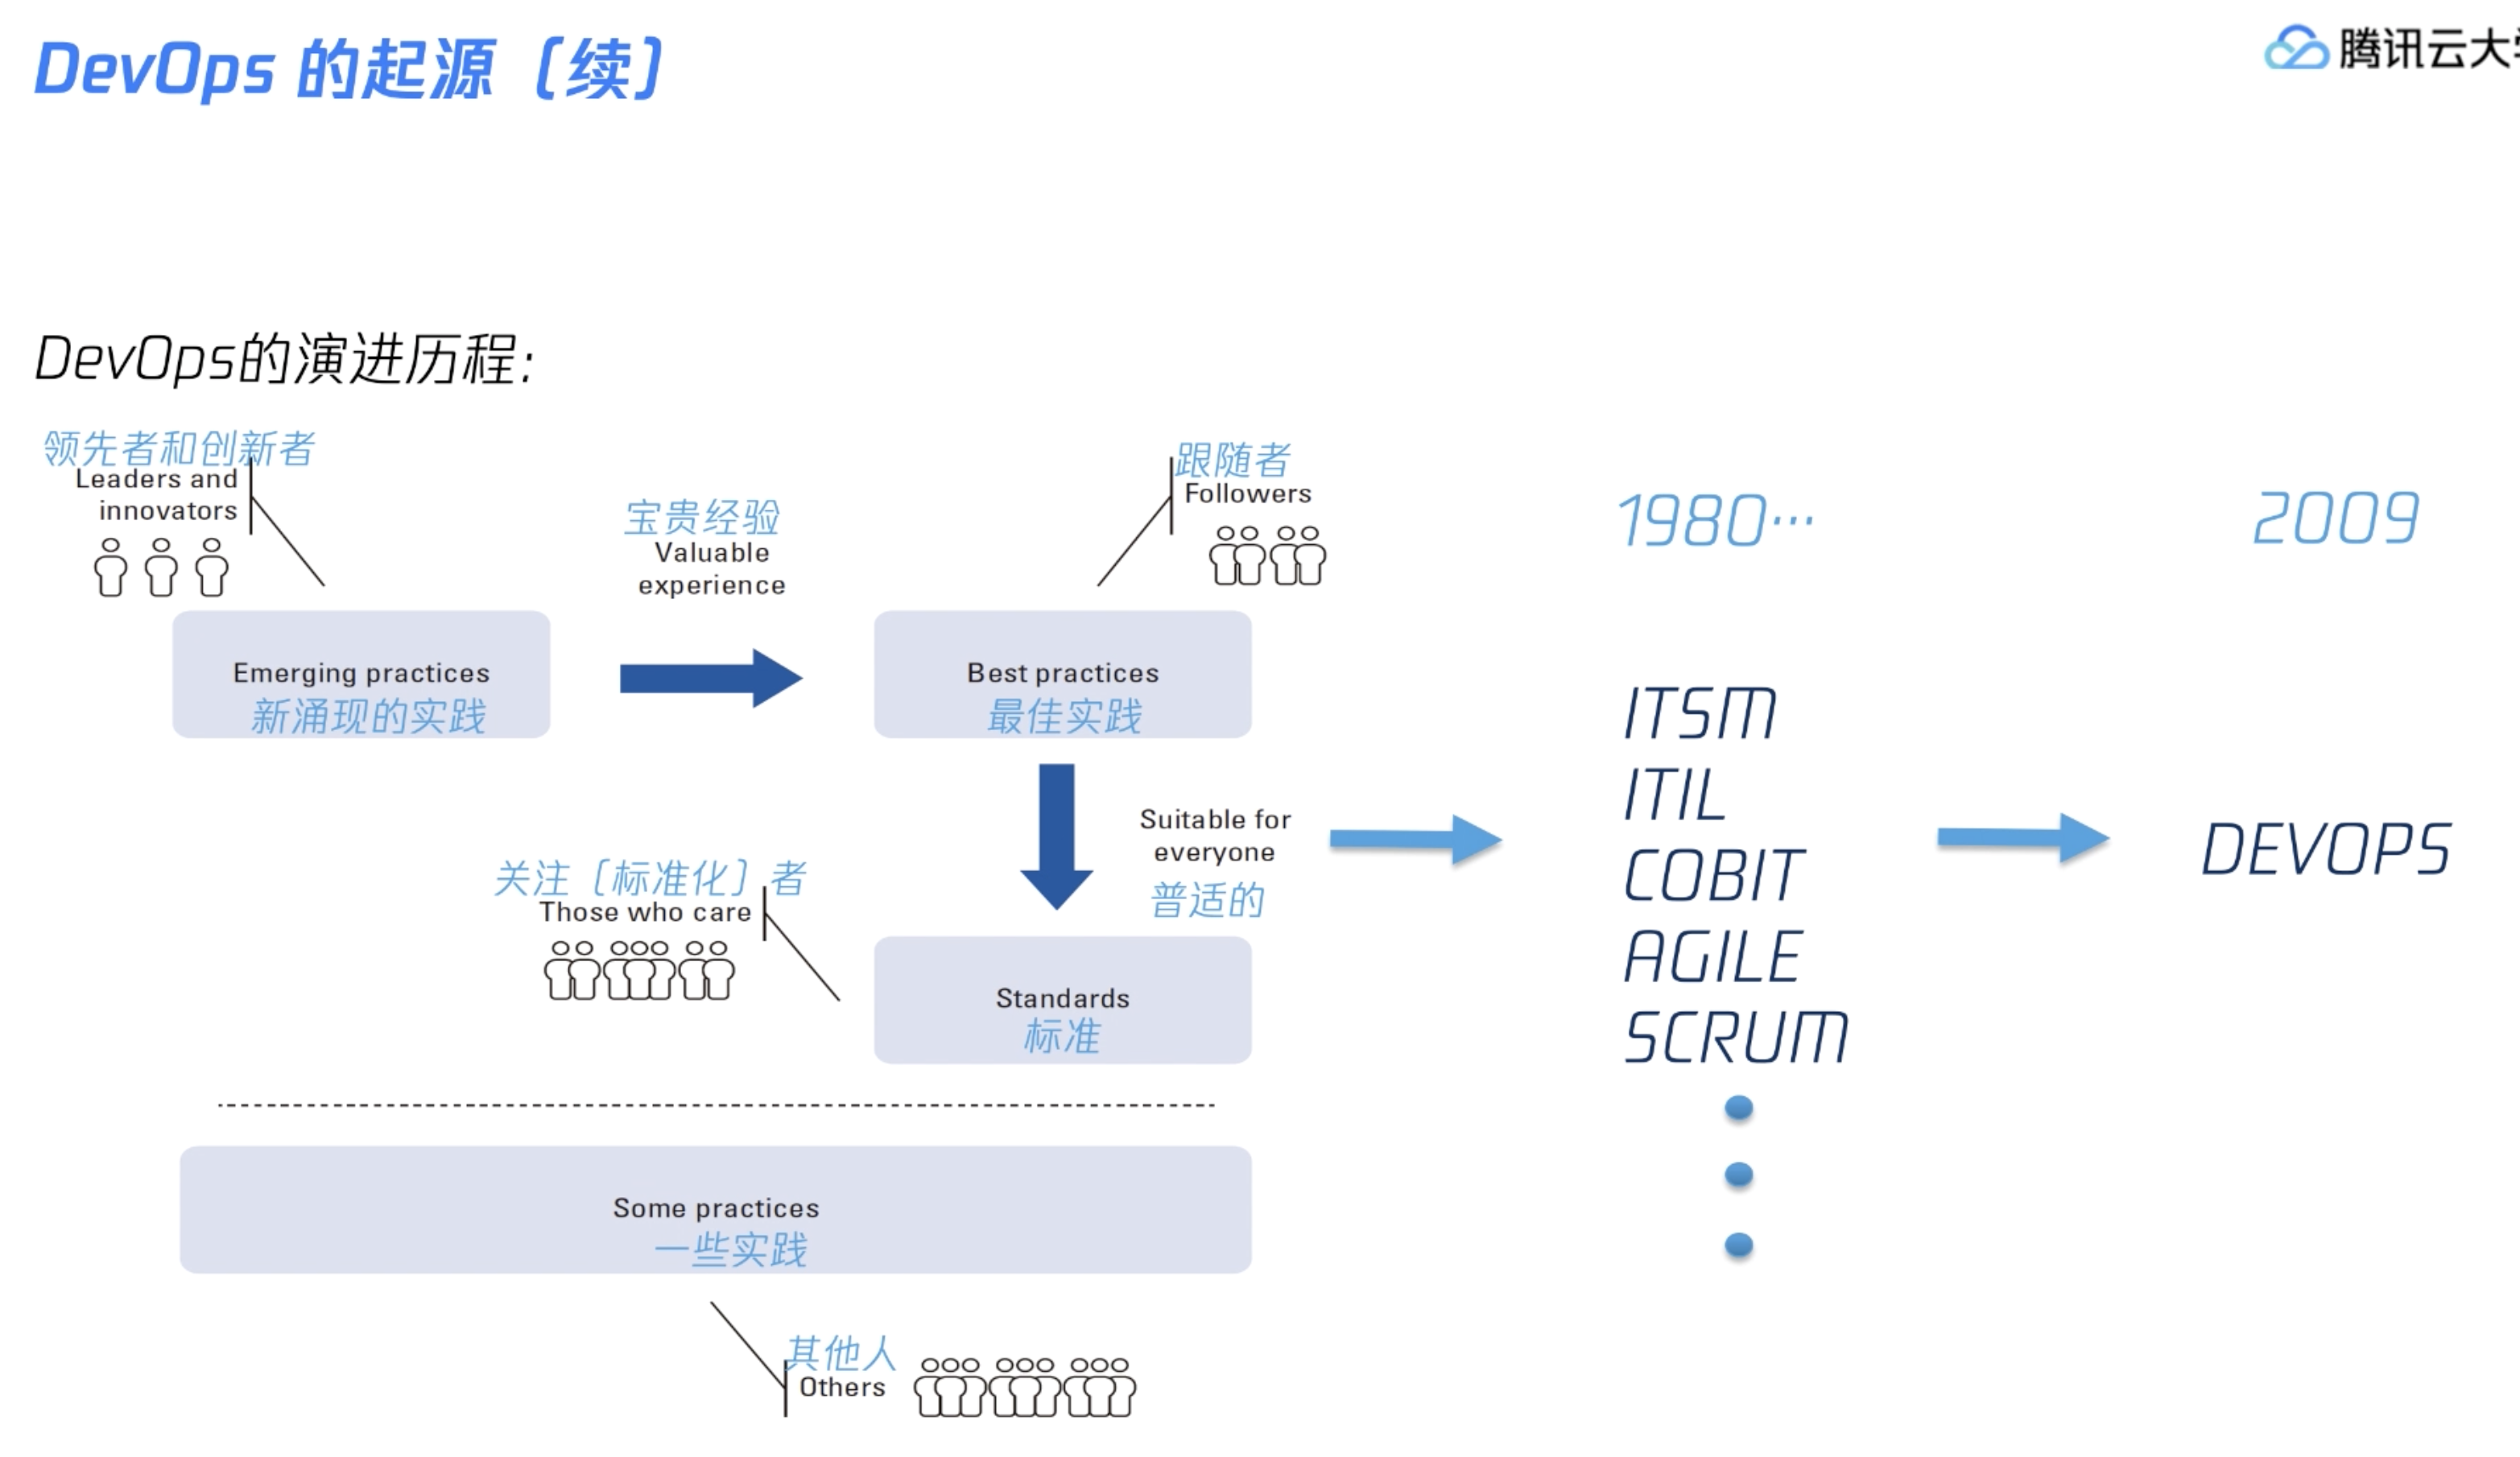 DevOps 的起源（续）
腾讯云大
DevOps的演进历程:
领先者和创新者
Leaders and
innovators
宝贵经验
Valuable
experience
跟随者
Followers
1980…
2009
Emerging practices
新涌现的实践
Best practices
最佳实践
Suitable for
everyone
普适的
关注（标准化）者
Those who care
Standards
标准
ITSM
ITIL
COBIT
AGILE
SCRUM
DEVOPS
Some practices
一些实践
其他人
Others